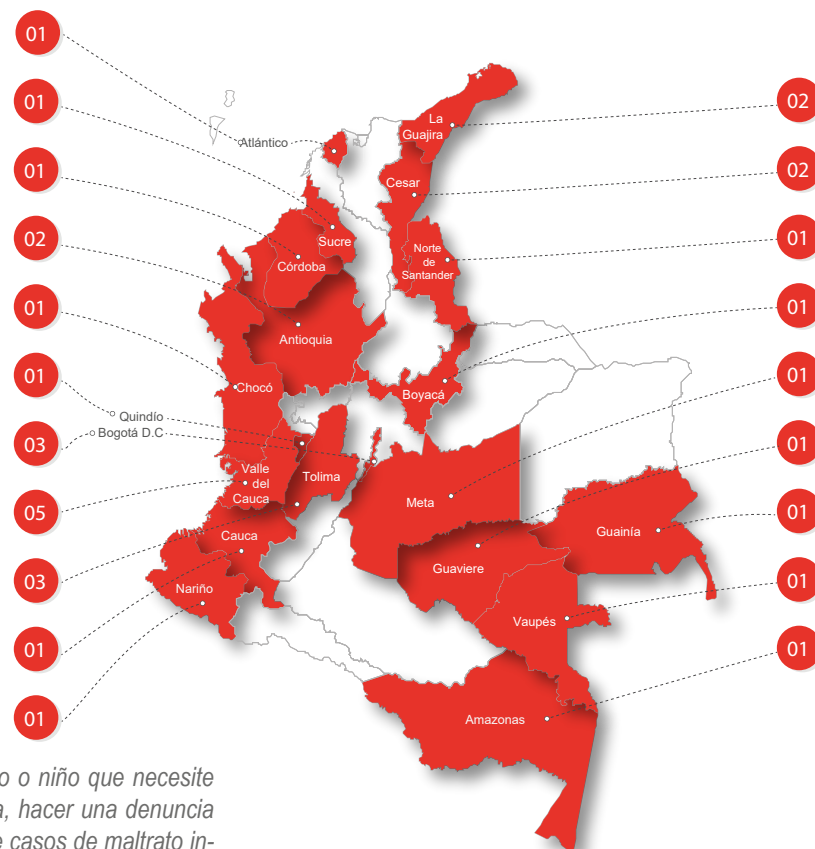 01
01
01
02
01
01
03
05
03
01
01
02
02
01
01
01
01
01
01
01
Atlántico
La
Guajira
Cesar
Sucre
Norte
de
Santander
Córdoba
Antioquia
Chocó
Boyacá
Quindío
Bogotá D.C
Valle
del
Cauca
Tolima
Meta
Guainía
Cauca
Guaviere
Nariño
Vaupés
Amazonas
o o niño que necesite
a, hacer una denuncia
e casos de maltrato in-